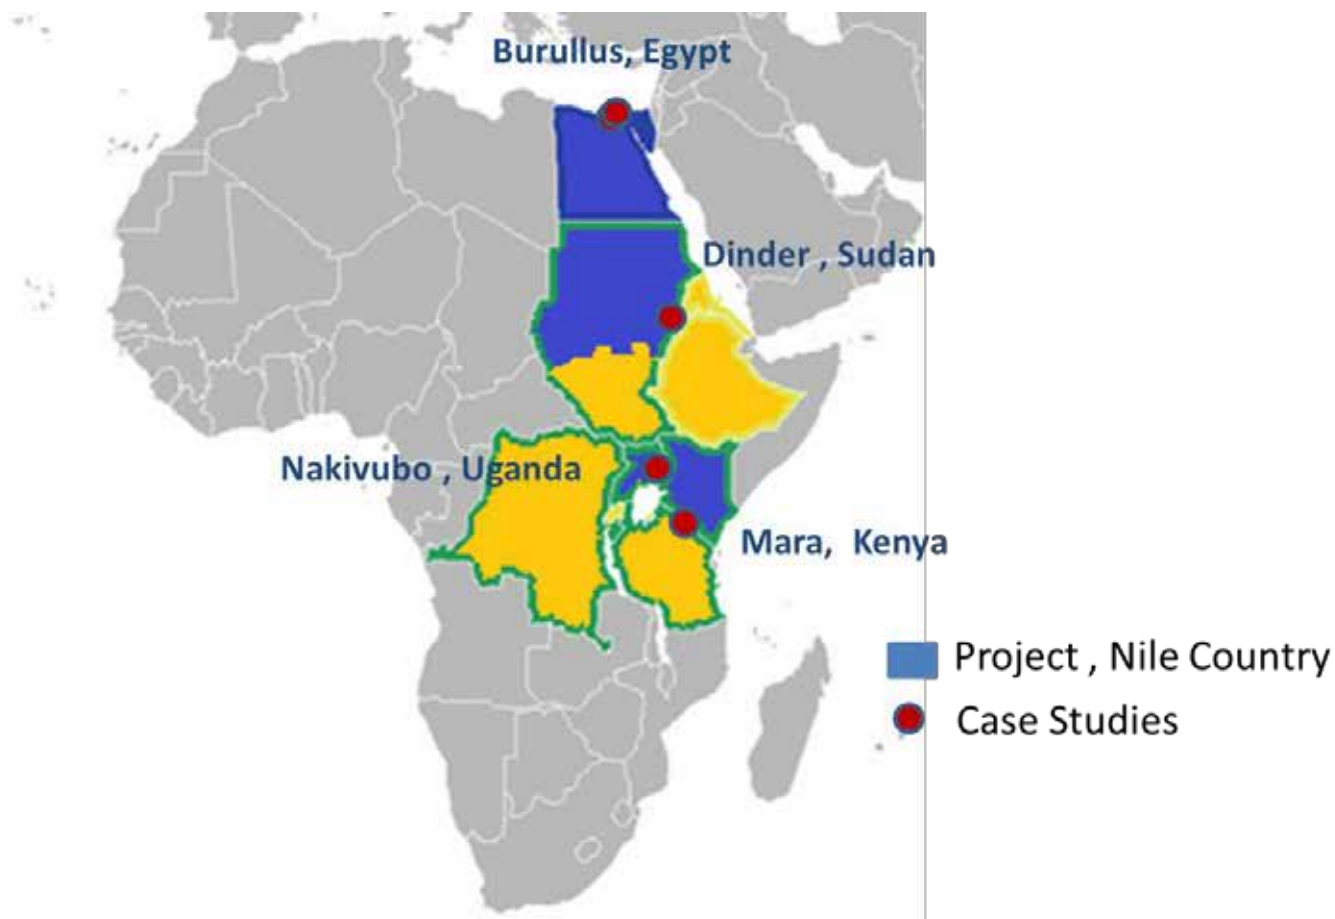 Burullus, Egypt
Dinder , Sudan
Nakivubo , Uganda
Mara, Kenya
Project , Nile Country
Case Studies